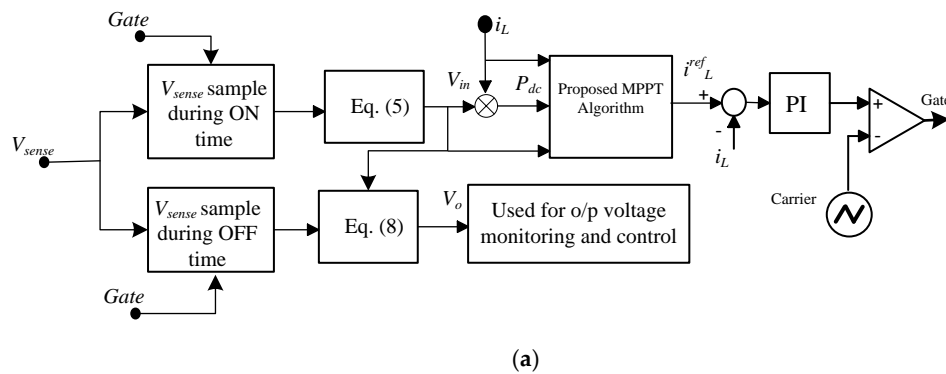 Gate
i_L
V_sense
V_sense sample
during ON
time
Eq. (5)
V_in
P_dc
Proposed MPPT
Algorithm
i^ref_L
+
-
i_L
PI
+
-
Gate
Carrier
V_sense sample
during OFF
time
Eq. (8)
V_o
Used for o/p voltage
monitoring and control
Gate
(a)